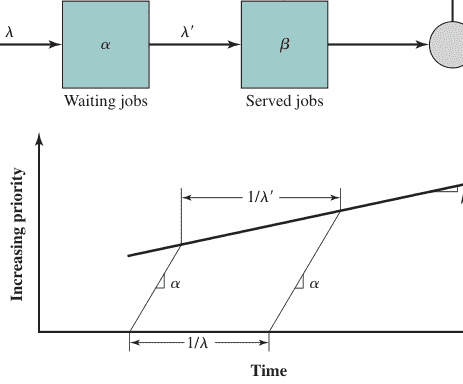 λ
α
λ′
β
Waiting jobs
Served jobs
Increasing priority
1/λ′
α
α
1/λ
Time